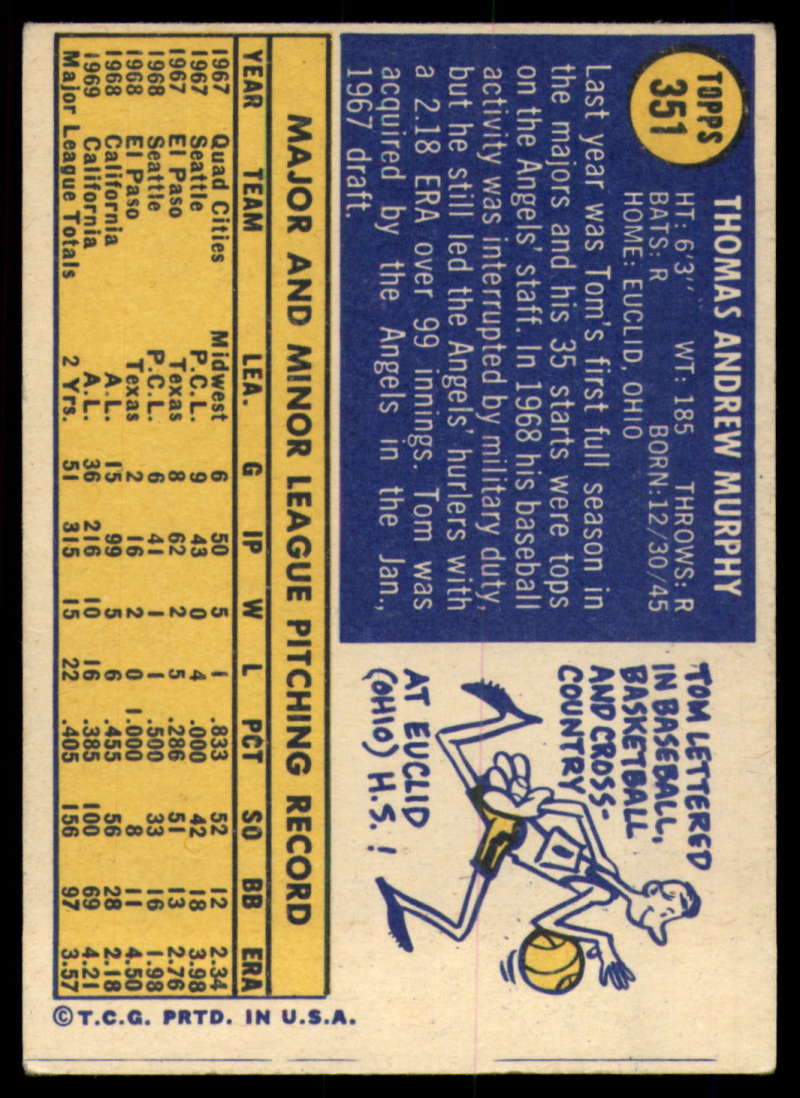 TOPPS
351
THOMAS ANDREW MURPHY
HT: 6'3" WT: 185 THROWS: R
BATS: R BORN: 12/30/45
HOME: EUCLID, OHIO
Last year was Tom's first full season in
the majors and his 35 starts were tops
on the Angels' staff. In 1968 his baseball
activity was interrupted by military duty,
but he still led the Angels' hurlers with
a 2.18 ERA over 99 innings. Tom was
acquired by the Angels in the Jan.,
1967 draft.
TOM LETTERED
IN BASEBALL,
BASKETBALL
AND CROSS-
COUNTRY
AT EUCLID
(OHIO) H.S. !
MAJOR AND MINOR LEAGUE PITCHING RECORD
YEAR TEAM LEA. G IP W L PCT SO BB ERA
1967 Quad Cities Midwest 6 50 5 1 .833 52 12 2.34
1967 Seattle P.C.L. 9 43 0 4 .000 42 18 3.98
1967 El Paso Texas 8 62 2 5 .286 51 13 2.76
1968 Seattle P.C.L. 6 41 1 1 .500 33 16 1.98
1968 El Paso Texas 2 16 2 0 1.000 8 11 4.50
1968 California A.L. 15 99 5 6 .455 56 28 2.18
1969 California A.L. 36 216 10 16 .385 100 69 4.21
Major League Totals 2 Yrs. 51 315 15 22 .405 156 97 3.57
© T.C.G. PRTD. IN U.S.A.